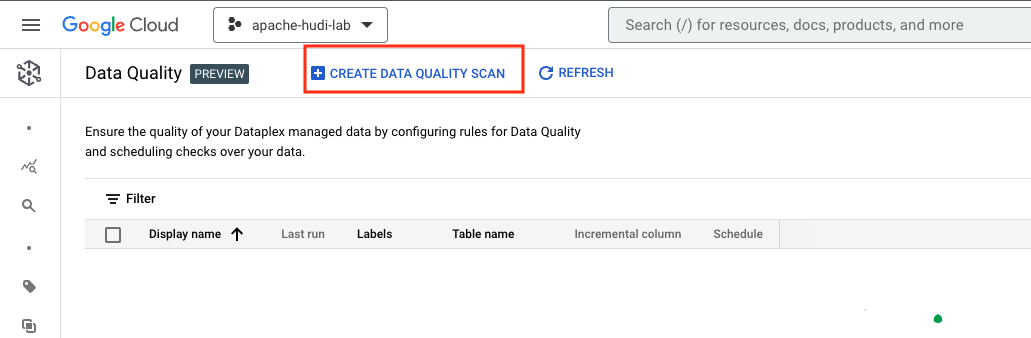 Google Cloud apache-hudi-lab Search (/) for resources, docs, products, and more
Data Quality PREVIEW CREATE DATA QUALITY SCAN REFRESH
Ensure the quality of your Dataplex managed data by configuring rules for Data Quality
and scheduling checks over your data.
Filter
Display name Last run Labels Table name Incremental column Schedule